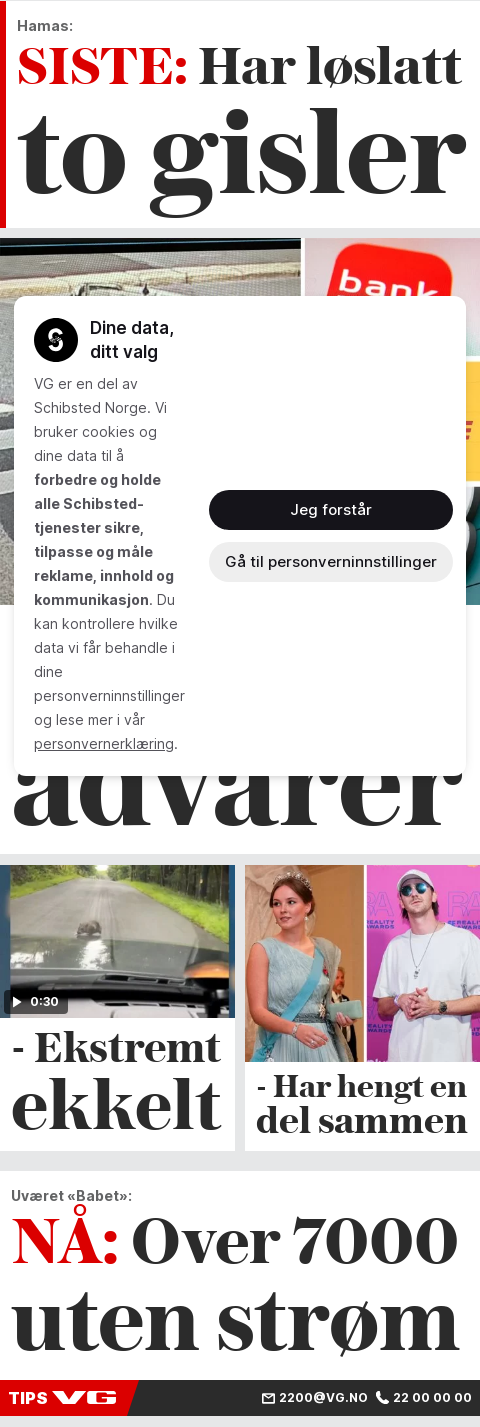 Hamas:
SISTE: Har løslatt
to gisler
bank
Dine data,
ditt valg
VG er en del av
Schibsted Norge. Vi
bruker cookies og
dine data til å
forbedre og holde
alle Schibsted-
tjenester sikre,
tilpasse og måle
reklame, innhold og
kommunikasjon. Du
kan kontrollere hvilke
data vi får behandle i
dine
personverninnstillinger
og lese mer i vår
personvernerklæring.
Jeg forstår
Gå til personverninnstillinger
advarer
0:30
- Ekstremt
ekkelt
- Har hengt en
del sammen
Uværet «Babet»:
NÅ: Over 7000
uten strøm
TIPS VG
2200@VG.NO 22 00 00 00